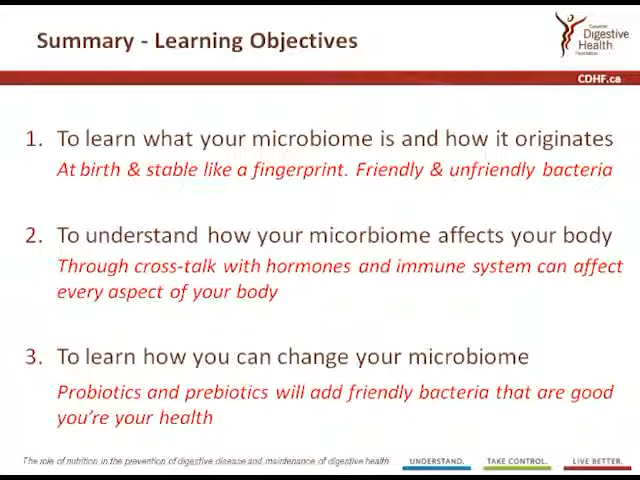 Summary - Learning Objectives
Canadian
Digestive
Health
Foundation
CDHF.ca
1. To learn what your microbiome is and how it originates
At birth & stable like a fingerprint. Friendly & unfriendly bacteria
2. To understand how your micorbiome affects your body
Through cross-talk with hormones and immune system can affect
every aspect of your body
3. To learn how you can change your microbiome
Probiotics and prebiotics will add friendly bacteria that are good
you're your health
The role of nutrition in the prevention of digestive disease and maintenance of digestive health
UNDERSTAND. TAKE CONTROL. LIVE BETTER.